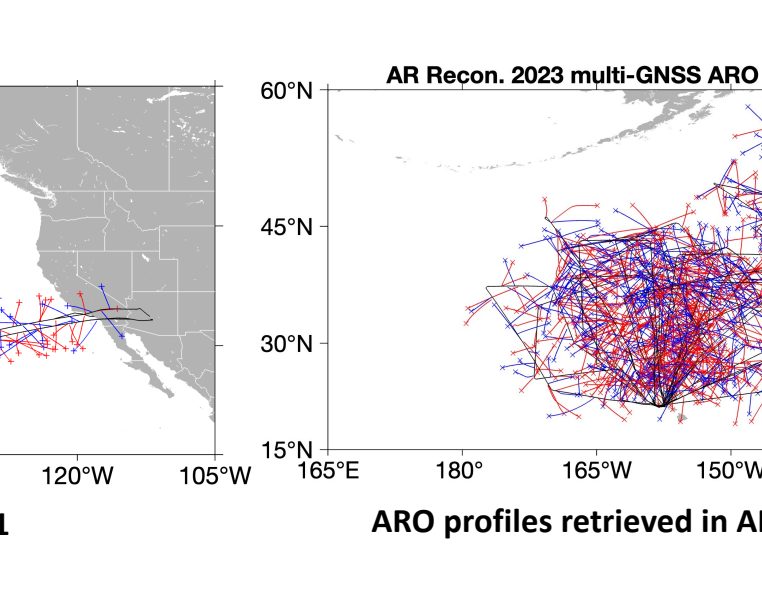 AR Recon. 2023 multi-GNSS ARO
60°N
45°N
30°N
15°N
120°W
105°W
165°E
180°
165°W
150°W
1
ARO profiles retrieved in A